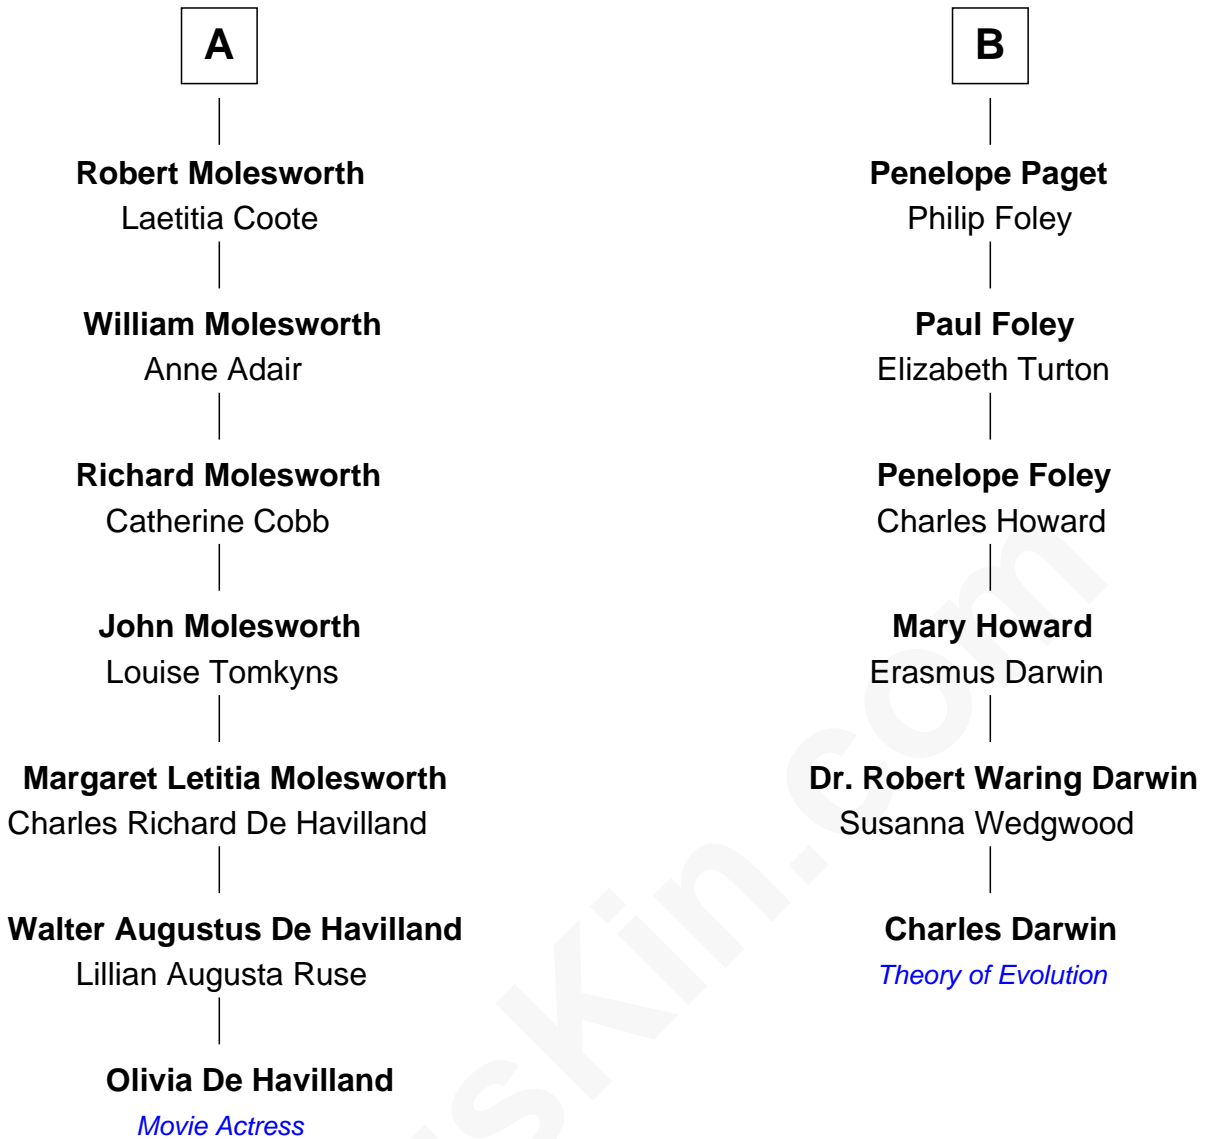 A
Robert Molesworth
Laetitia Coote
William Molesworth
Anne Adair
Richard Molesworth
Catherine Cobb
John Molesworth
Louise Tomkyns
Margaret Letitia Molesworth
Charles Richard De Havilland
Walter Augustus De Havilland
Lillian Augusta Ruse
Olivia De Havilland
Movie Actress
B
Penelope Paget
Philip Foley
Paul Foley
Elizabeth Turton
Penelope Foley
Charles Howard
Mary Howard
Erasmus Darwin
Dr. Robert Waring Darwin
Susanna Wedgwood
Charles Darwin
Theory of Evolution